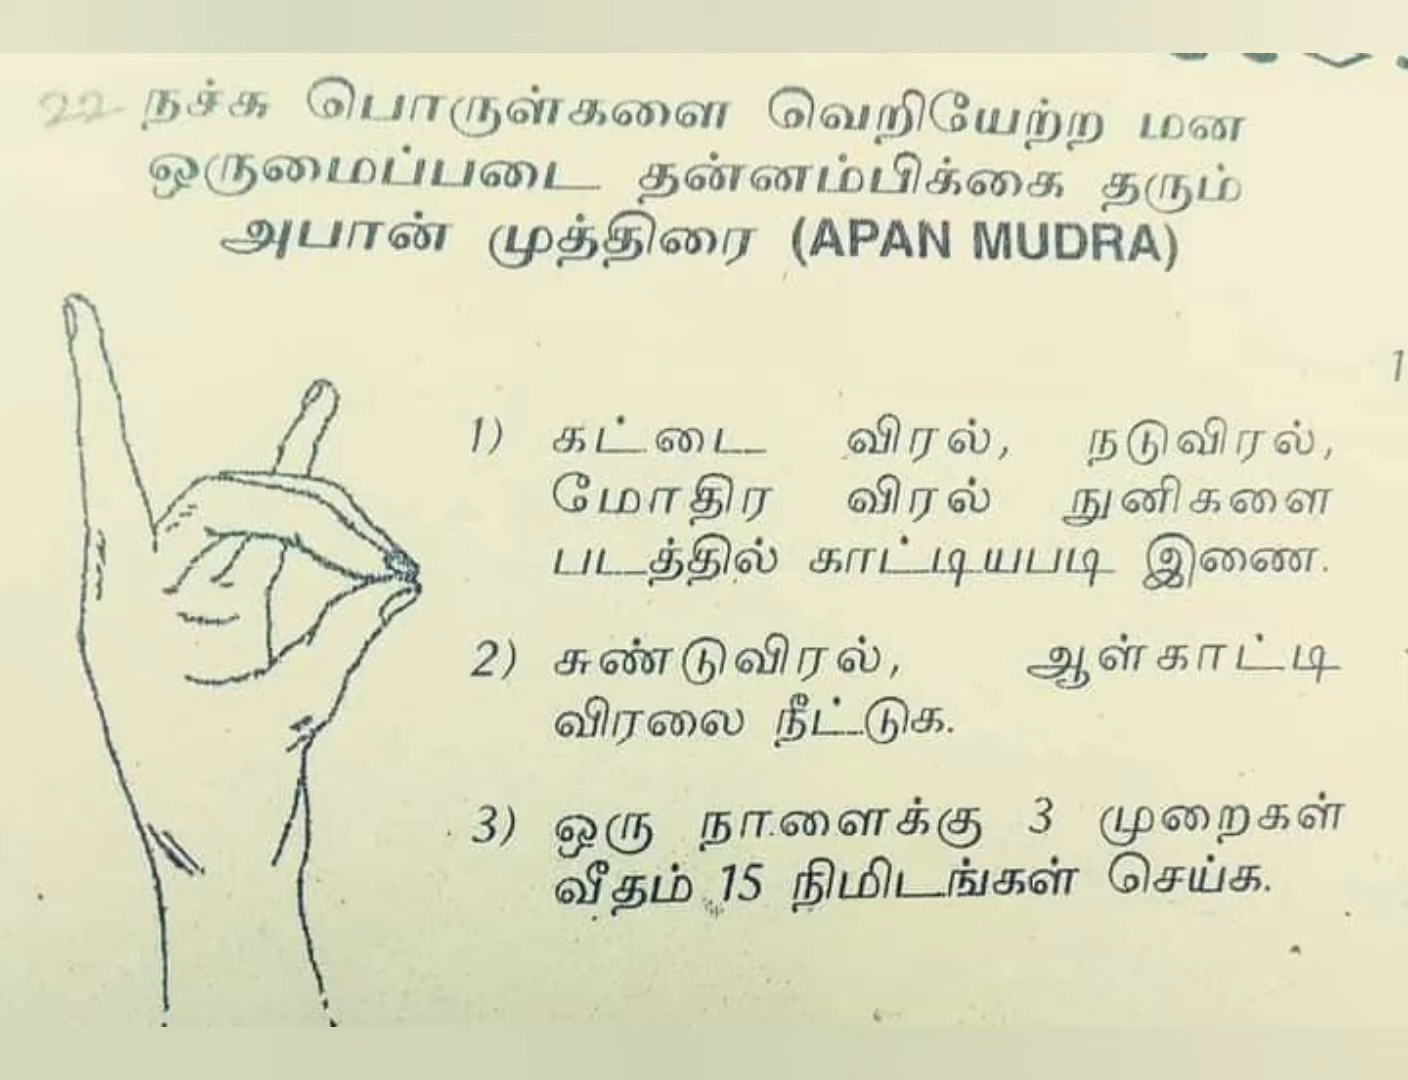 22 நச்சு பொருள்களை வெறியேற்ற மன
ஒருமைப்படை தன்னம்பிக்கை தரும்
அபான் முத்திரை (APAN MUDRA)
1
1) கட்டை விரல், நடுவிரல்,
மோதிர விரல் நுனிகளை
படத்தில் காட்டியபடி இணை.
2) சுண்டுவிரல், ஆள்காட்டி
விரலை நீட்டுக.
3) ஒரு நாளைக்கு 3 முறைகள்
வீதம் 15 நிமிடங்கள் செய்க.